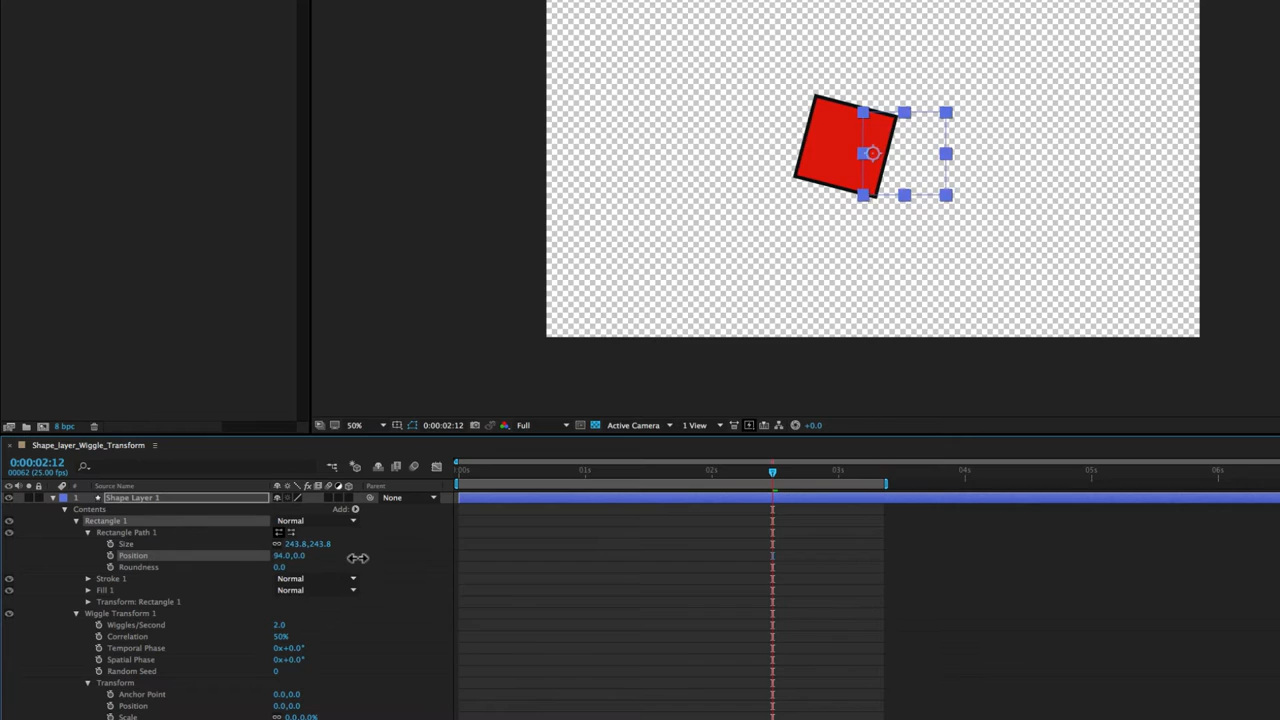 8 bpc
50%
0:00:02:12
Full
Active Camera
1 View
+0.0
Shape_layer_Wiggle_Transform
0:00:02:12
00062 (25.00 fps)
:00s 01s 02s 03s 04s 05s 06s
# Source Name Parent
1 Shape Layer 1 None
Contents Add:
Rectangle 1 Normal
Rectangle Path 1
Size 243.8,243.8
Position 94.0,0.0
Roundness 0.0
Stroke 1 Normal
Fill 1 Normal
Transform: Rectangle 1
Wiggle Transform 1
Wiggles/Second 2.0
Correlation 50%
Temporal Phase 0x+0.0°
Spatial Phase 0x+0.0°
Random Seed 0
Transform
Anchor Point 0.0,0.0
Position 0.0,0.0
Scale 0.0,0.0%